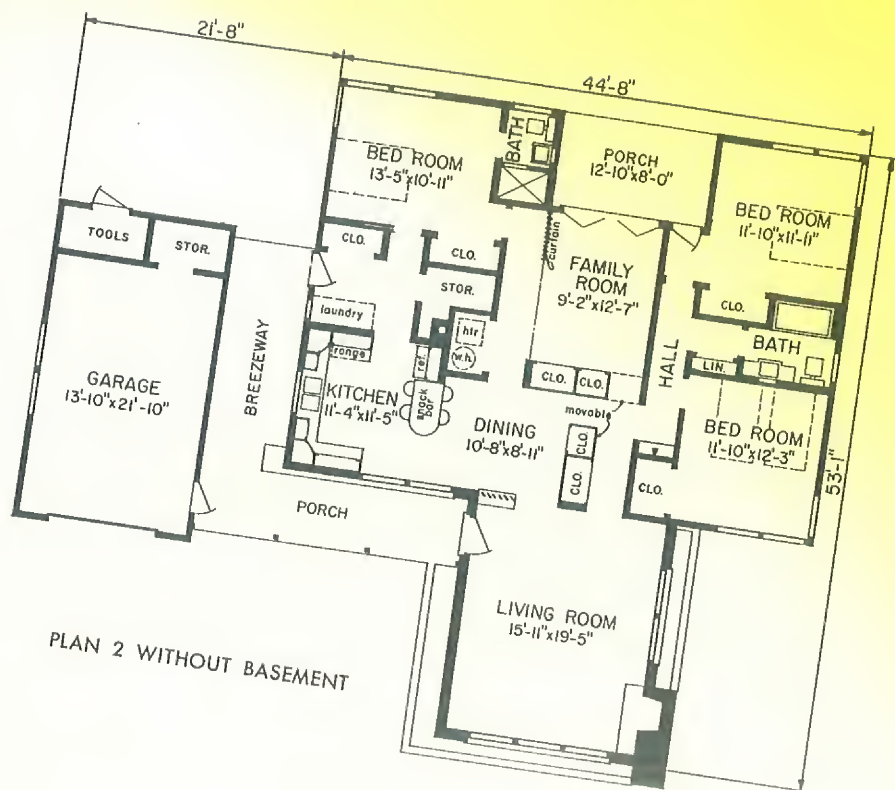 21'-8"
44'-8"
BED ROOM
13'-5"x10'-11"
BATH
PORCH
12'-10"x8'-0"
BED ROOM
11'-10"x11'-11"
TOOLS
STOR.
CLO.
CLO.
curtain
FAMILY
ROOM
9'-2"x12'-7"
STOR.
CLO.
laundry
htr
w.h.
range
ref.
BATH
HALL
LIN.
GARAGE
13'-10"x21'-10"
BREEZEWAY
KITCHEN
11'-4"x11'-5"
snack
bar
CLO.
CLO.
movable
DINING
10'-8"x8'-11"
CLO.
CLO.
BED ROOM
11'-10"x12'-3"
CLO.
53'-1"
PORCH
LIVING ROOM
15'-11"x19'-5"
PLAN 2 WITHOUT BASEMENT